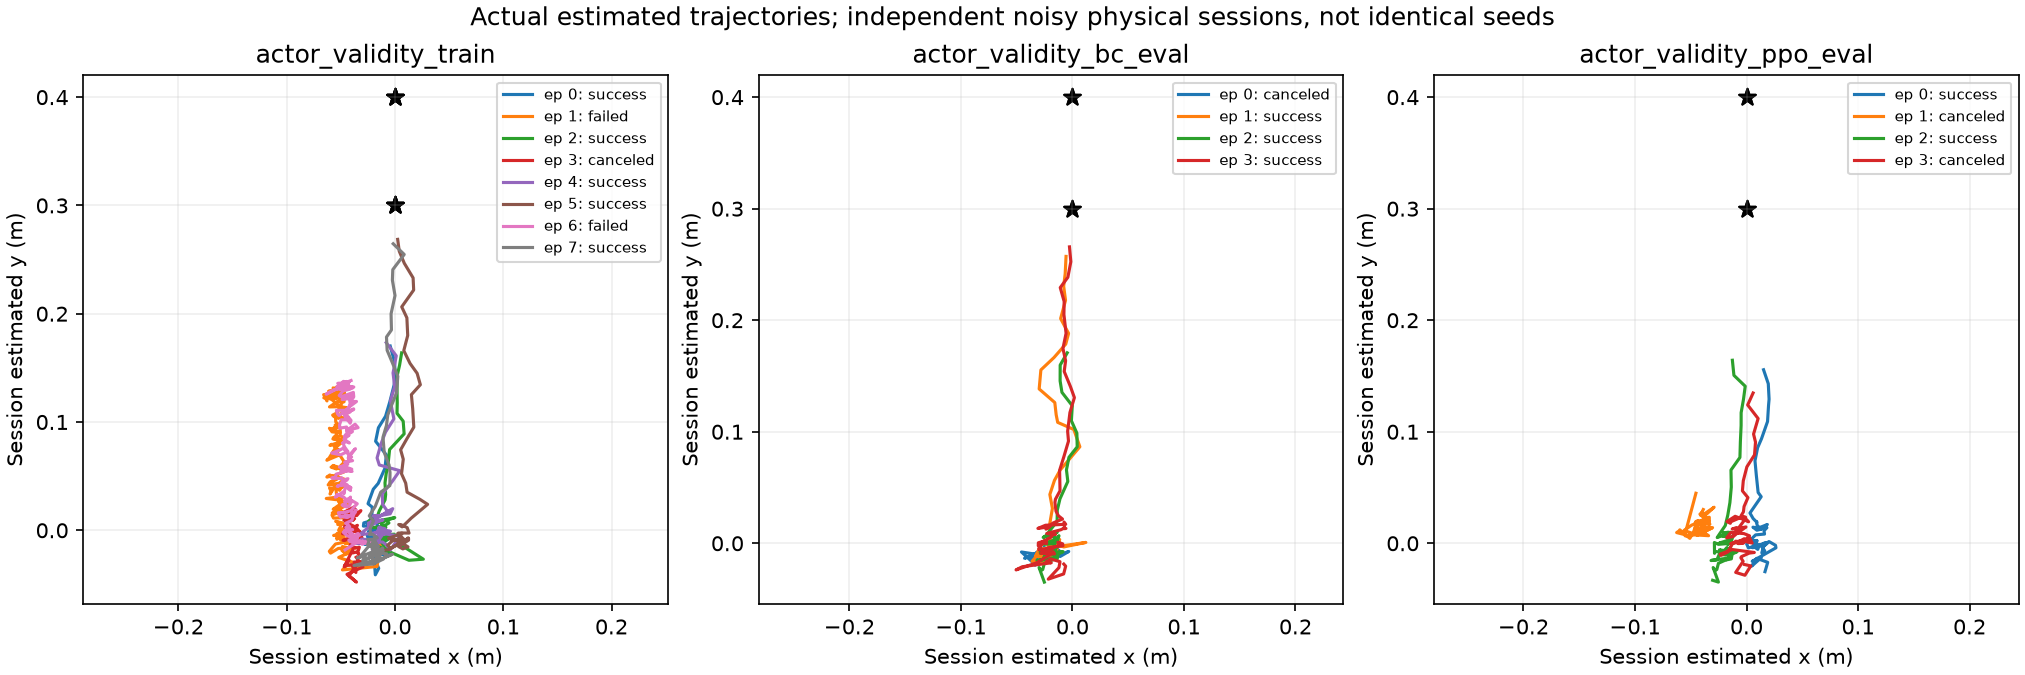 Actual estimated trajectories; independent noisy physical sessions, not identical seeds
actor_validity_train
ep 0: success
ep 1: failed
ep 2: success
ep 3: canceled
ep 4: success
ep 5: success
ep 6: failed
ep 7: success
Session estimated y (m)
0.4
0.3
0.2
0.1
0.0
−0.2
−0.1
0.0
0.1
0.2
Session estimated x (m)
actor_validity_bc_eval
ep 0: canceled
ep 1: success
ep 2: success
ep 3: success
Session estimated y (m)
0.4
0.3
0.2
0.1
0.0
−0.2
−0.1
0.0
0.1
0.2
Session estimated x (m)
actor_validity_ppo_eval
ep 0: success
ep 1: canceled
ep 2: success
ep 3: canceled
Session estimated y (m)
0.4
0.3
0.2
0.1
0.0
−0.2
−0.1
0.0
0.1
0.2
Session estimated x (m)